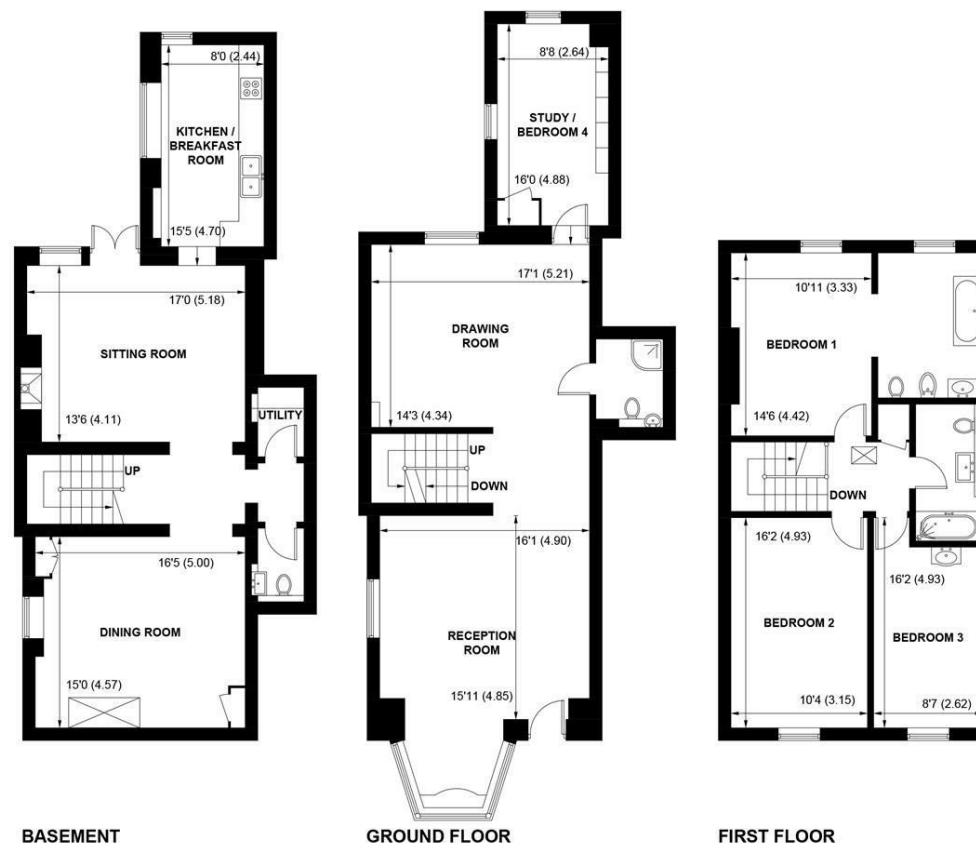 8'0 (2.44)
KITCHEN /
BREAKFAST
ROOM
15'5 (4.70)
17'0 (5.18)
SITTING ROOM
13'6 (4.11)
UTILITY
UP
16'5 (5.00)
DINING ROOM
15'0 (4.57)
BASEMENT
8'8 (2.64)
STUDY /
BEDROOM 4
16'0 (4.88)
17'1 (5.21)
DRAWING
ROOM
14'3 (4.34)
UP
DOWN
16'1 (4.90)
RECEPTION
ROOM
15'11 (4.85)
GROUND FLOOR
10'11 (3.33)
BEDROOM 1
14'6 (4.42)
DOWN
16'2 (4.93)
16'2 (4.93)
BEDROOM 2
BEDROOM 3
10'4 (3.15)
8'7 (2.62)
FIRST FLOOR